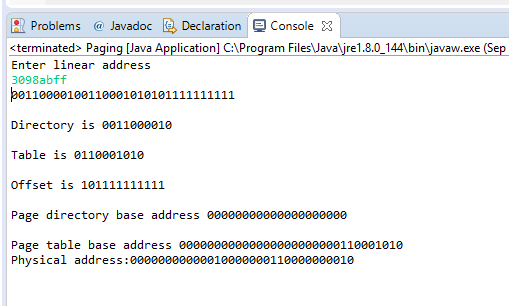 Problems @ Javadoc Declaration Console
<terminated> Paging [Java Application] C:\Program Files\Java\jre1.8.0_144\bin\javaw.exe (Sep
Enter linear address
3098abff
00110000100110001010101111111111
Directory is 0011000010
Table is 0110001010
Offset is 101111111111
Page directory base address 00000000000000000000
Page table base address 00000000000000000000000110001010
Physical address:00000000000010000000110000000010